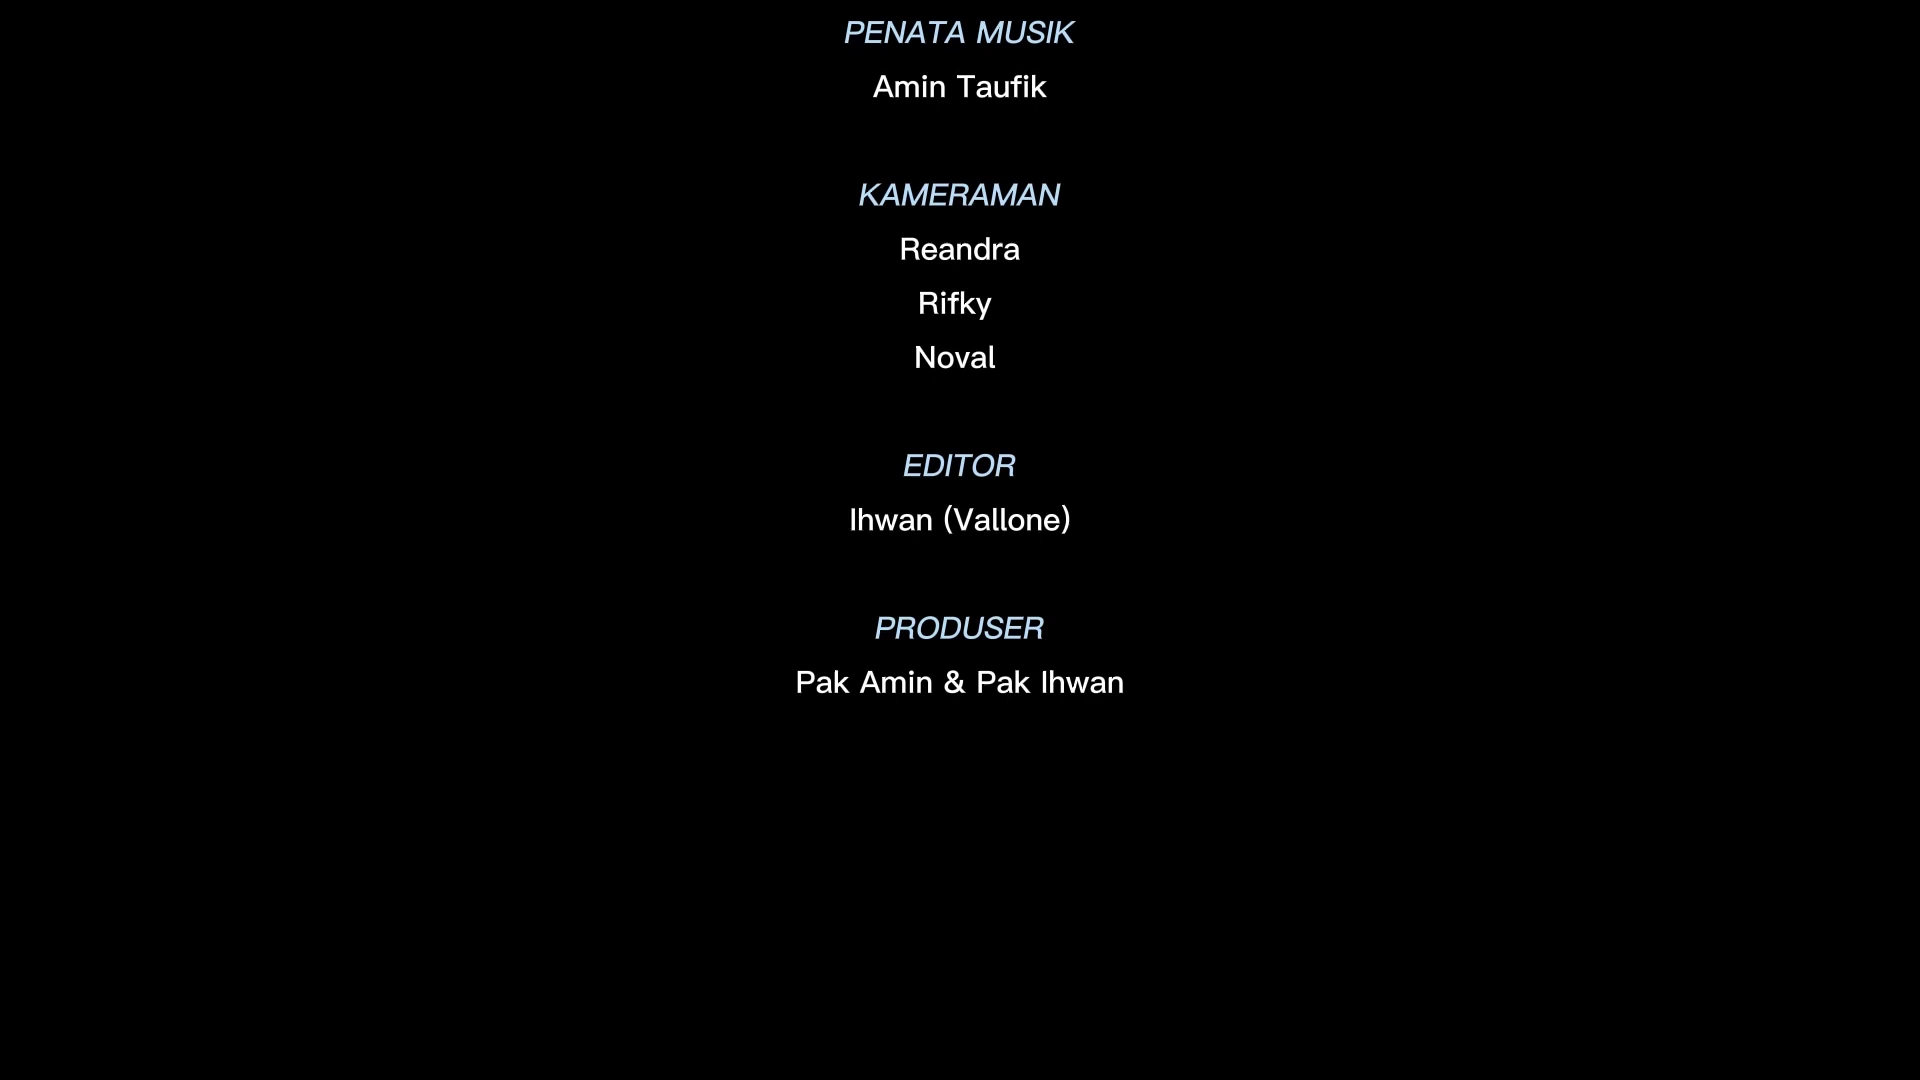 PENATA MUSIK
Amin Taufik
KAMERAMAN
Reandra
Rifky
Noval
EDITOR
Ihwan (Vallone)
PRODUSER
Pak Amin & Pak Ihwan